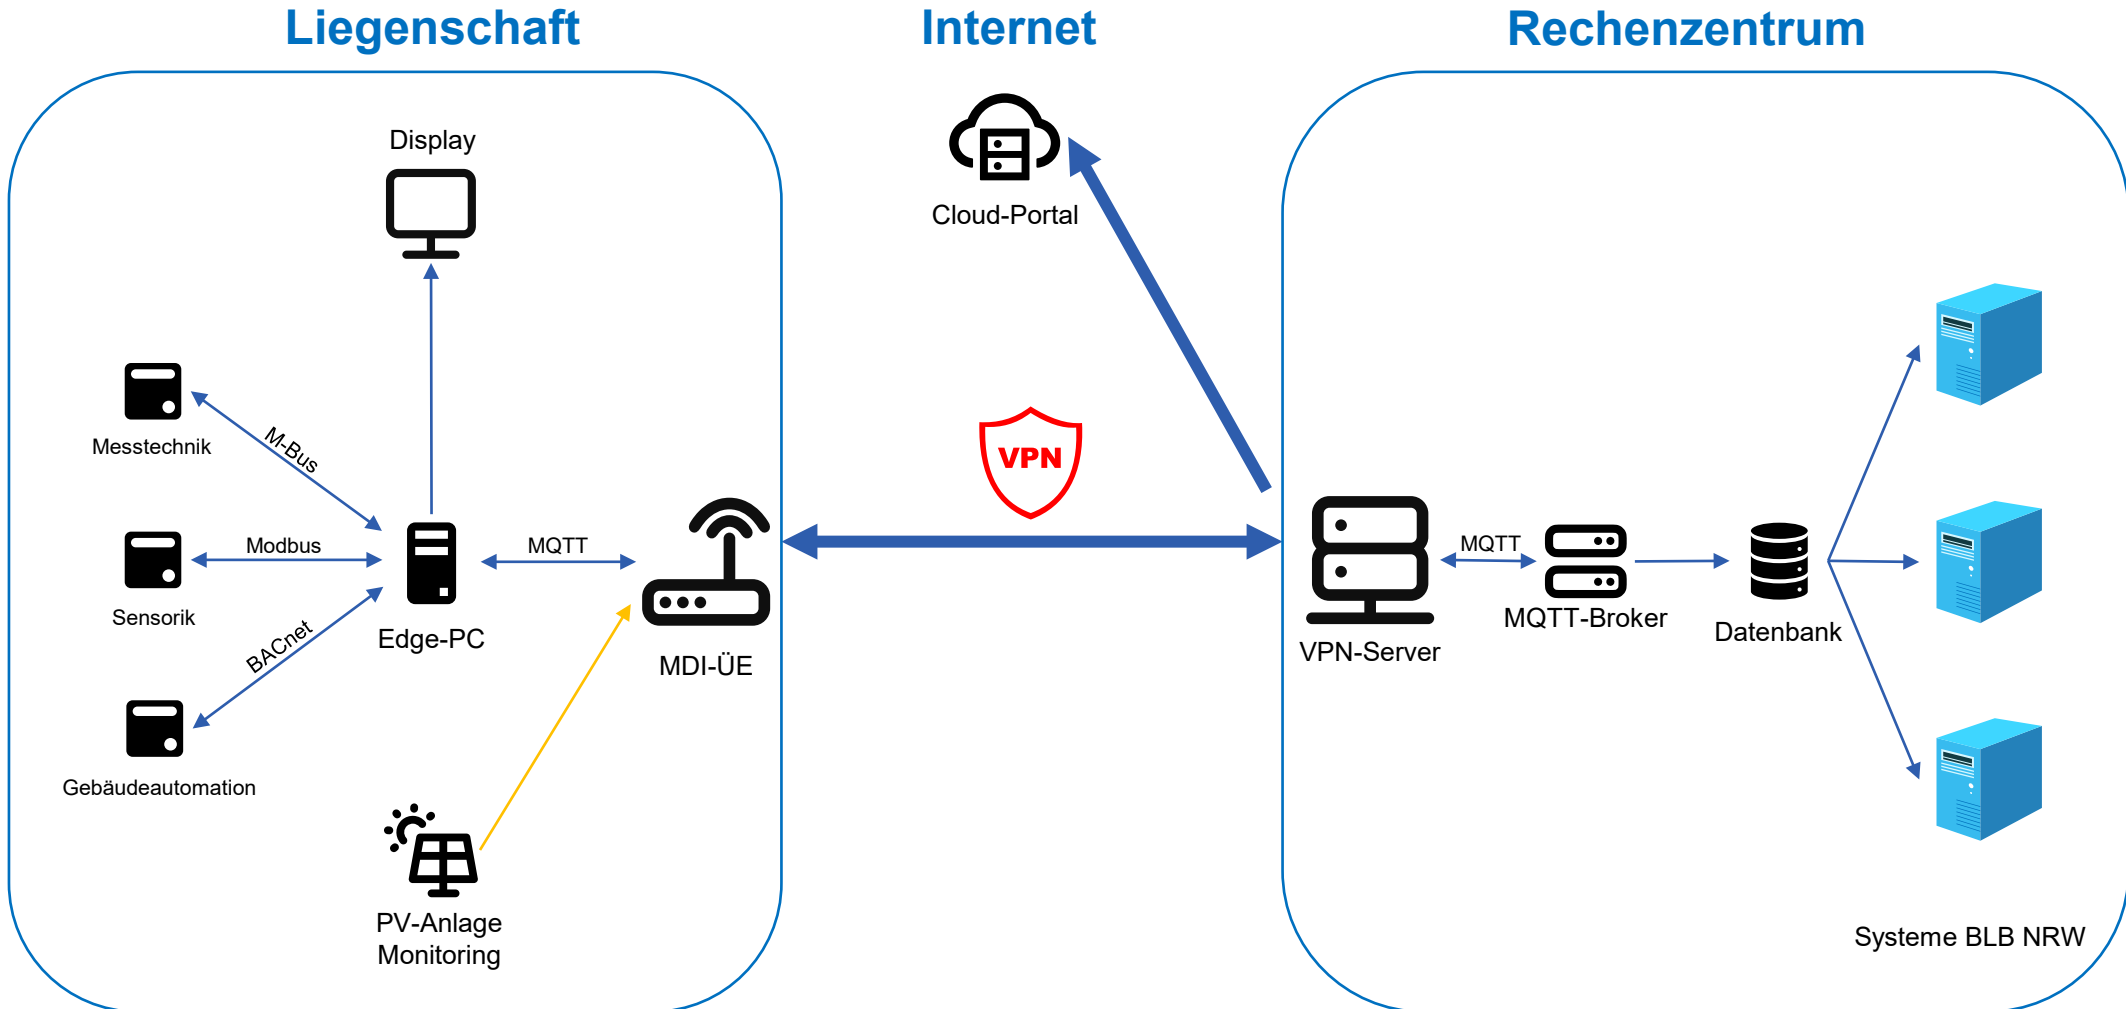 Liegenschaft
Internet
Rechenzentrum
Display
Cloud-Portal
Messtechnik
M-Bus
VPN
Sensorik
Modbus
MQTT
MQTT
Edge-PC
MDI-ÜE
VPN-Server
MQTT-Broker
Datenbank
BACnet
Gebäudeautomation
PV-Anlage
Monitoring
Systeme BLB NRW